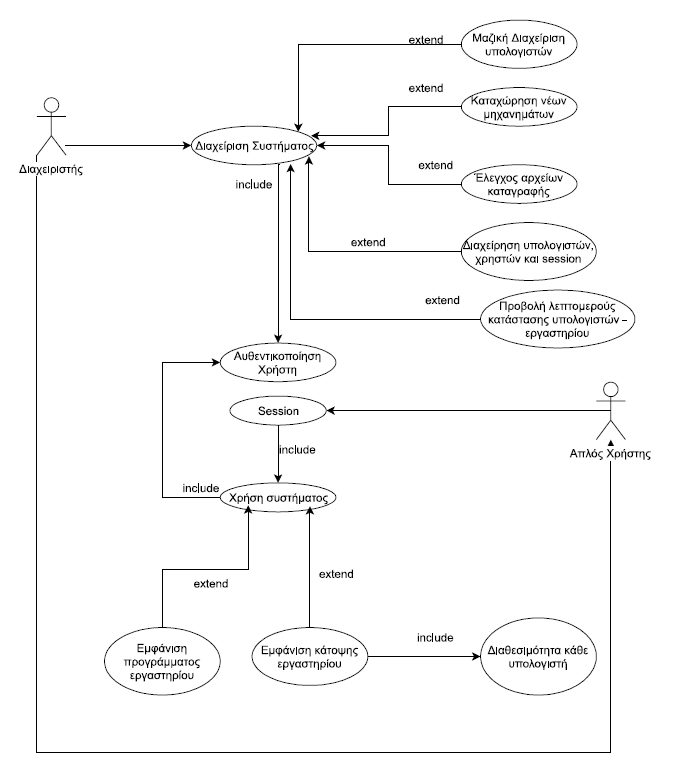 extend
Μαζική Διαχείριση
υπολογιστών
extend
Καταχώρηση νέων
μηχανημάτων
Διαχειριστής
Διαχείριση Συστήματος
extend
Έλεγχος αρχείων
καταγραφής
include
extend
Διαχείρηση υπολογιστών,
χρηστών και session
extend
Προβολή λεπτομερούς
κατάστασης υπολογιστών –
εργαστηρίου
Αυθεντικοποίηση
Χρήστη
Session
Απλός Χρήστης
include
include
Χρήση συστήματος
extend
extend
Εμφάνιση
προγράμματος
εργαστηρίου
Εμφάνιση κάτοψης
εργαστηρίου
include
Διαθεσιμότητα κάθε
υπολογιστή